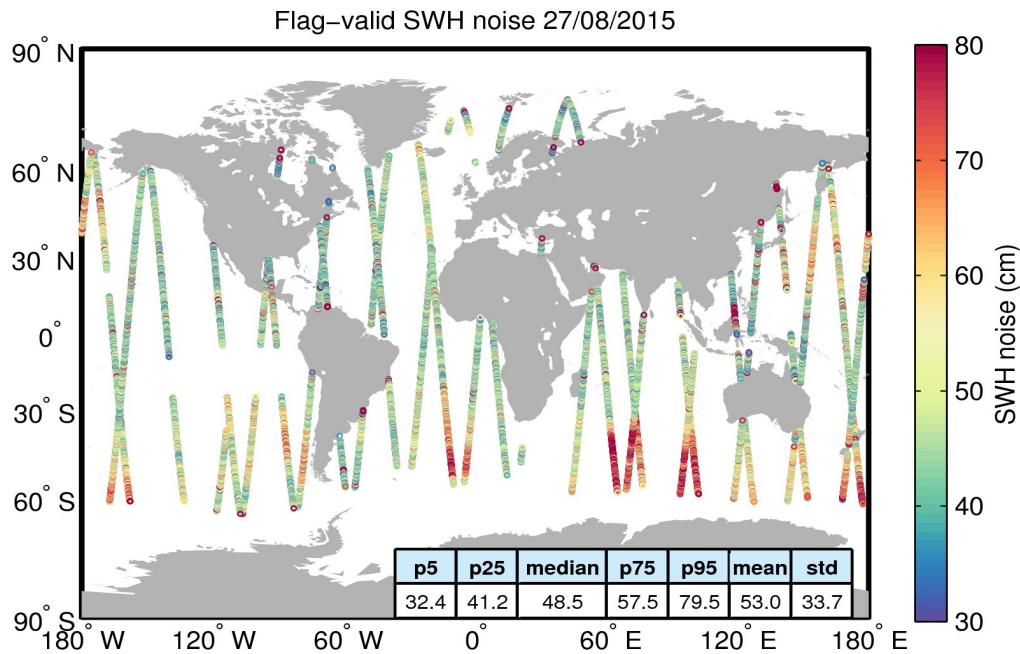 Flag−valid SWH noise 27/08/2015
90° N
60° N
30° N
0°
30° S
60° S
90° S
180° W
120° W
60° W
0°
60° E
120° E
180° E
80
70
60
50
40
30
SWH noise (cm)
p5 p25 median p75 p95 mean std
32.4 41.2 48.5 57.5 79.5 53.0 33.7